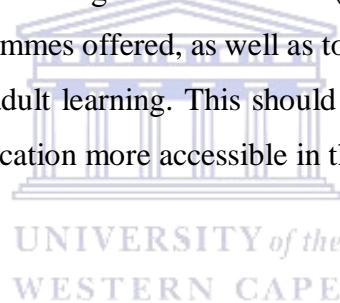 mmes offered, as well as to
adult learning. This should
cation more accessible in th
UNIVERSITY of the
WESTERN CAPE